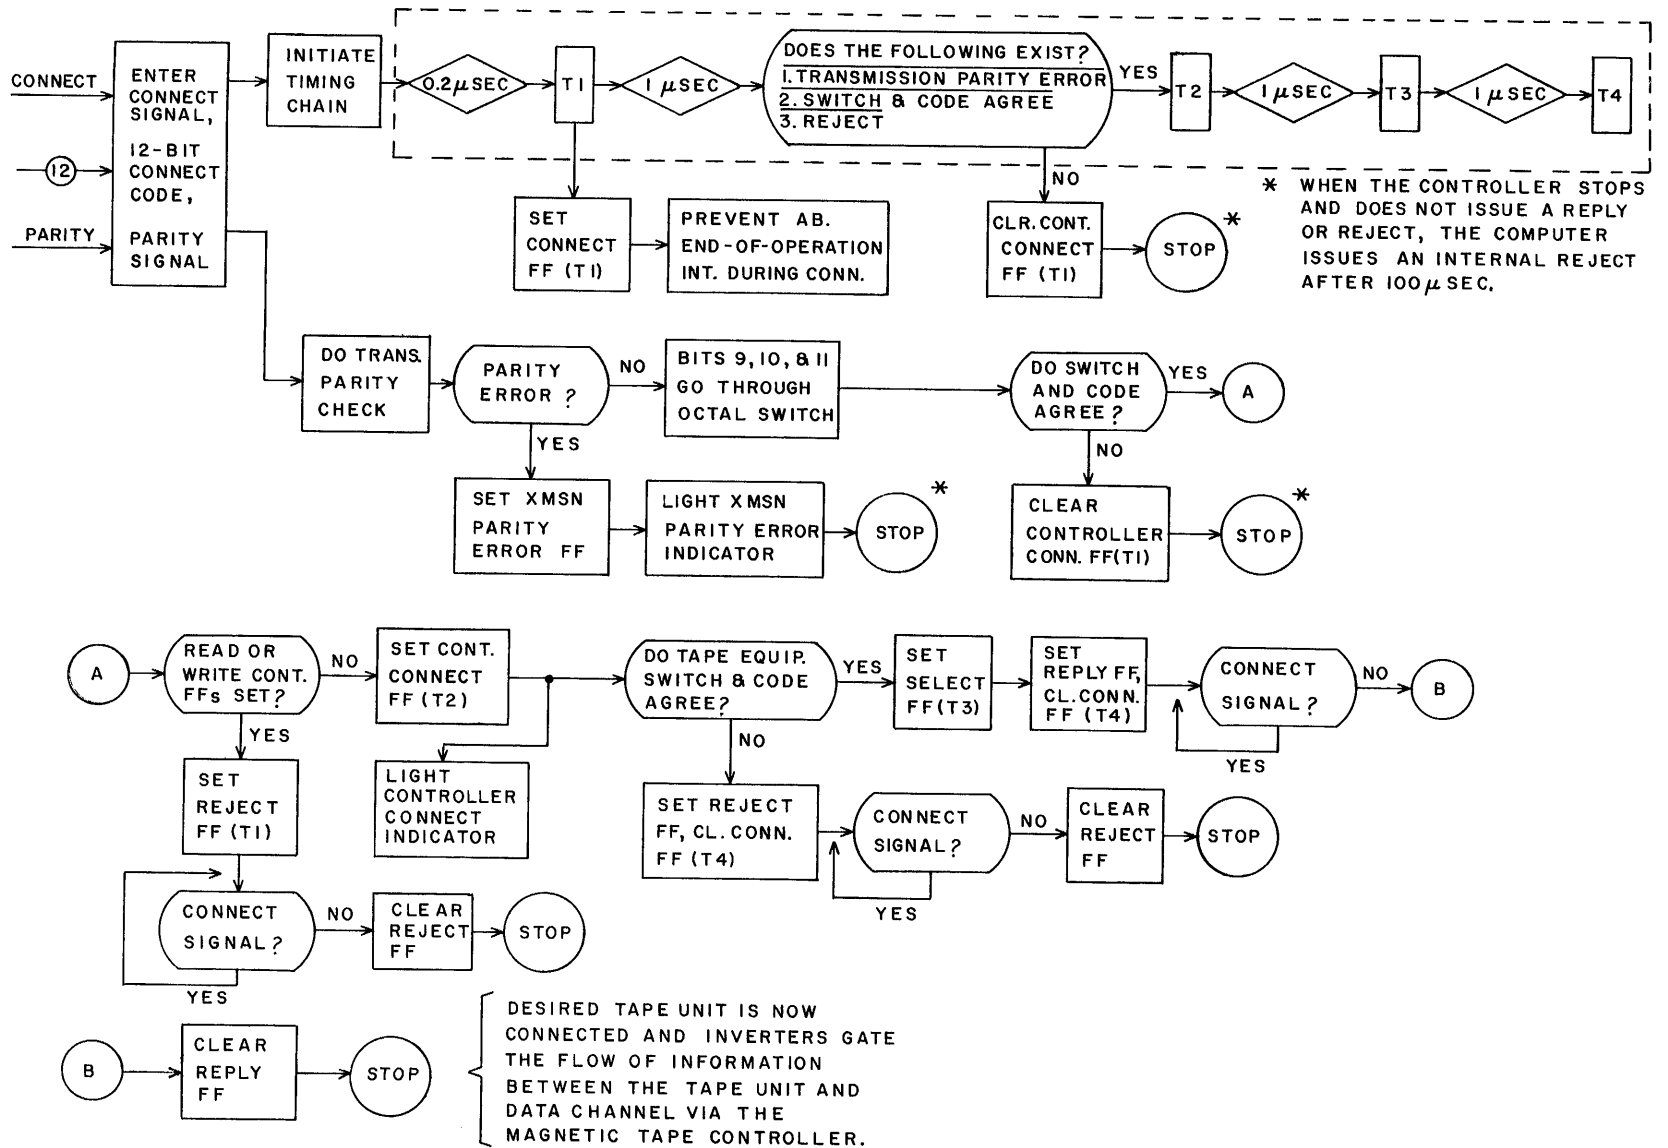 CONNECT
12
PARITY
ENTER
CONNECT
SIGNAL,
12-BIT
CONNECT
CODE,
PARITY
SIGNAL
INITIATE
TIMING
CHAIN
0.2μSEC
T1
1μSEC
DOES THE FOLLOWING EXIST?
1. TRANSMISSION PARITY ERROR
2. SWITCH & CODE AGREE
3. REJECT
YES
T2
1μSEC
T3
1μSEC
T4
NO
SET
CONNECT
FF (T1)
PREVENT AB.
END-OF-OPERATION
INT. DURING CONN.
CLR. CONT.
CONNECT
FF (T1)
STOP
*
* WHEN THE CONTROLLER STOPS
AND DOES NOT ISSUE A REPLY
OR REJECT, THE COMPUTER
ISSUES AN INTERNAL REJECT
AFTER 100μSEC.
DO TRANS.
PARITY
CHECK
PARITY
ERROR?
NO
BITS 9, 10, & 11
GO THROUGH
OCTAL SWITCH
DO SWITCH
AND CODE
AGREE?
YES
A
YES
NO
SET XMSN
PARITY
ERROR FF
LIGHT XMSN
PARITY ERROR
INDICATOR
STOP
*
CLEAR
CONTROLLER
CONN. FF(T1)
STOP
*
A
READ OR
WRITE CONT.
FFs SET?
NO
SET CONT.
CONNECT
FF (T2)
DO TAPE EQUIP.
SWITCH & CODE
AGREE?
YES
SET
SELECT
FF(T3)
SET
REPLY FF,
CL. CONN.
FF (T4)
CONNECT
SIGNAL?
NO
B
YES
YES
NO
SET
REJECT
FF (T1)
LIGHT
CONTROLLER
CONNECT
INDICATOR
SET REJECT
FF, CL. CONN.
FF (T4)
CONNECT
SIGNAL?
NO
CLEAR
REJECT
FF
STOP
YES
CONNECT
SIGNAL?
NO
CLEAR
REJECT
FF
STOP
YES
B
CLEAR
REPLY
FF
STOP
DESIRED TAPE UNIT IS NOW
CONNECTED AND INVERTERS GATE
THE FLOW OF INFORMATION
BETWEEN THE TAPE UNIT AND
DATA CHANNEL VIA THE
MAGNETIC TAPE CONTROLLER.